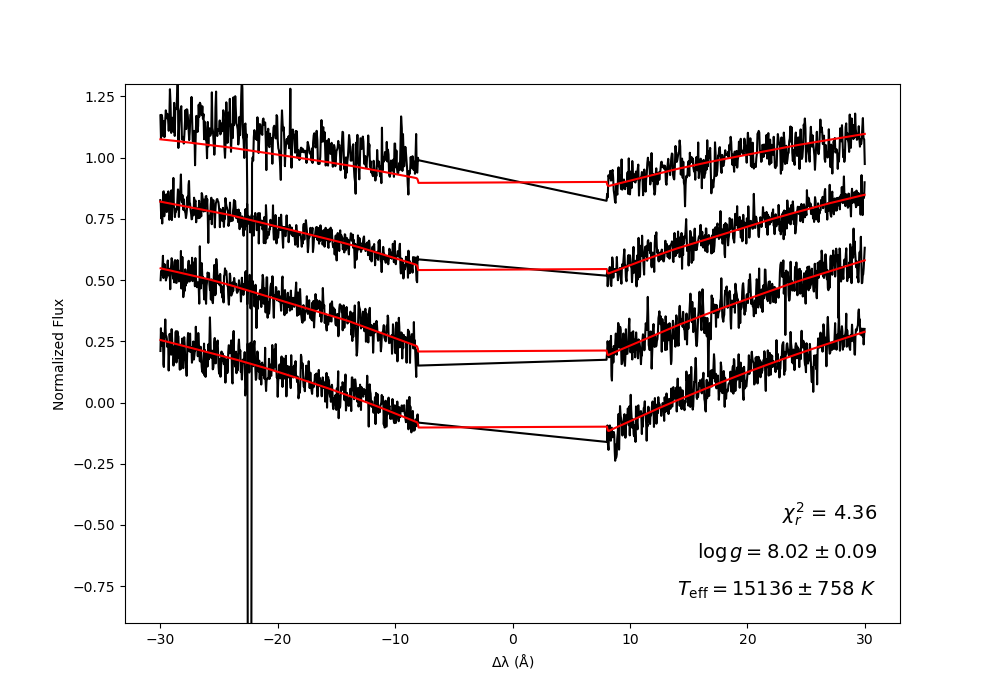 1.25
1.00
0.75
0.50
0.25
0.00
−0.25
−0.50
−0.75
Normalized Flux
χ²ᵣ = 4.36
log g = 8.02 ± 0.09
T_eff = 15136 ± 758 K
−30 −20 −10 0 10 20 30
Δλ (Å)